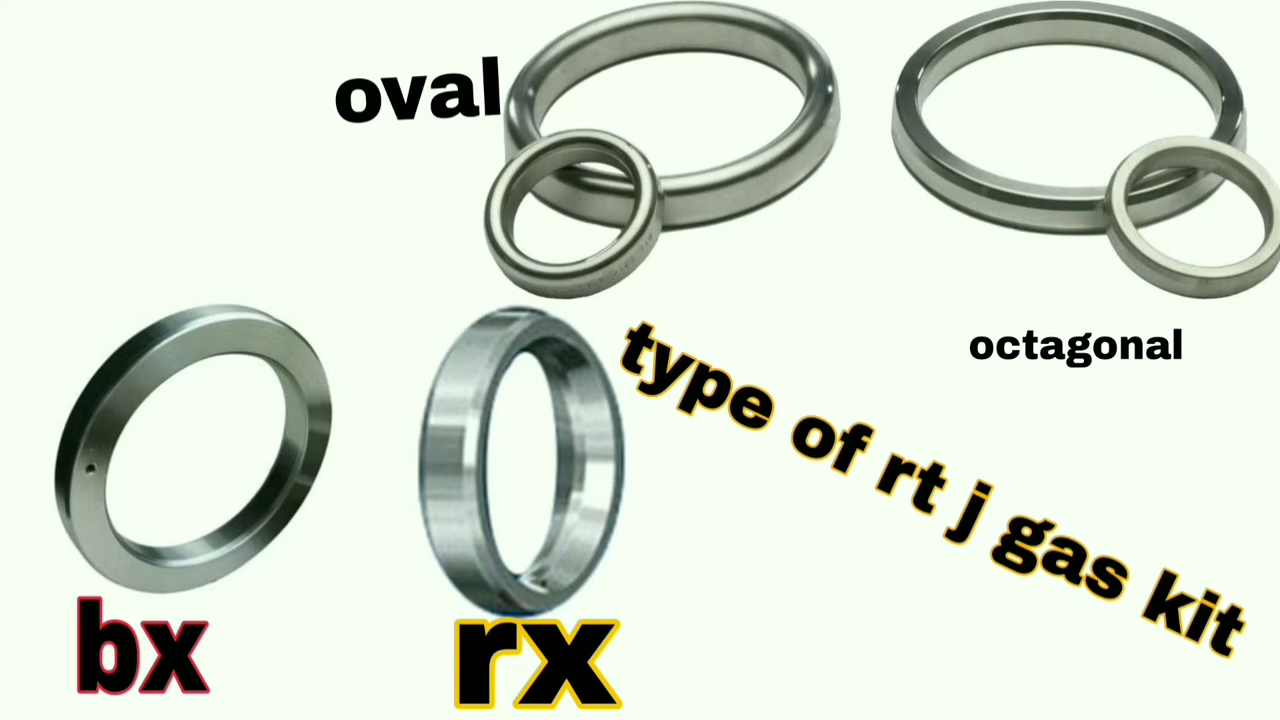 oval
octagonal
type of rt j gas kit
bx
rx